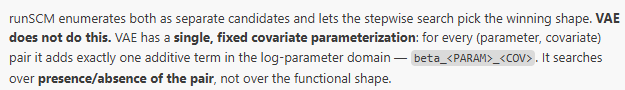 runSCM enumerates both as separate candidates and lets the stepwise search pick the winning shape. VAE
does not do this. VAE has a single, fixed covariate parameterization: for every (parameter, covariate)
pair it adds exactly one additive term in the log-parameter domain — beta_<PARAM>_<COV>. It searches
over presence/absence of the pair, not over the functional shape.